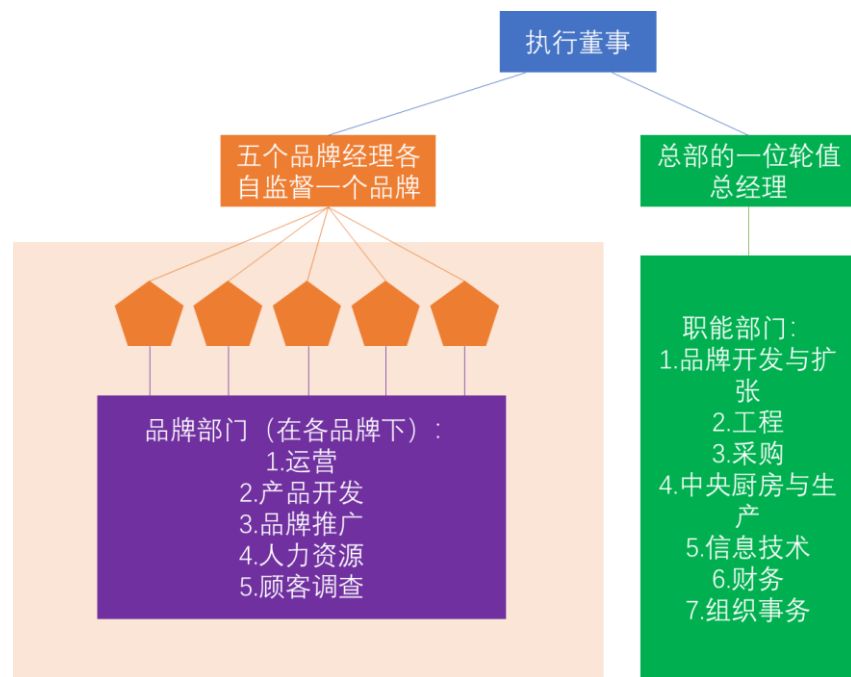 执行董事
五个品牌经理各
自监督一个品牌
总部的一位轮值
总经理
品牌部门（在各品牌下）:
1.运营
2.产品开发
3.品牌推广
4.人力资源
5.顾客调查
职能部门:
1.品牌开发与扩
张
2.工程
3.采购
4.中央厨房与生
产
5.信息技术
6.财务
7.组织事务